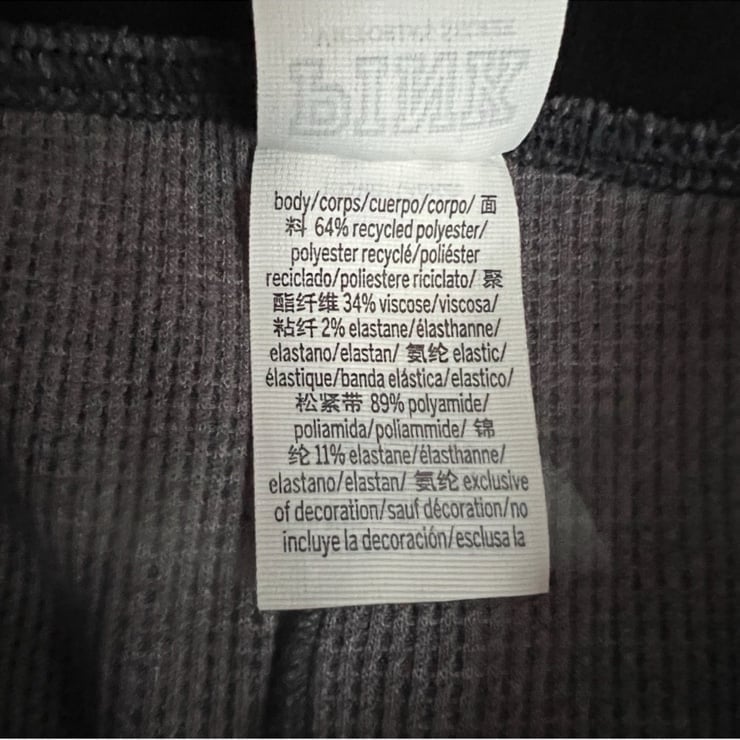 PINK
body/corps/cuerpo/corpo/ 面
料 64% recycled polyester/
polyester recyclé/poliéster
reciclado/poliestere riciclato/ 聚
酯纤维 34% viscose/viscosa/
粘纤 2% elastane/élasthanne/
elastano/elastan/ 氨纶 elastic/
élastique/banda elástica/elastico/
松紧带 89% polyamide/
poliamida/poliammide/ 锦
纶 11% elastane/élasthanne/
elastano/elastan/ 氨纶 exclusive
of decoration/sauf décoration/no
incluye la decoración/esclusa la